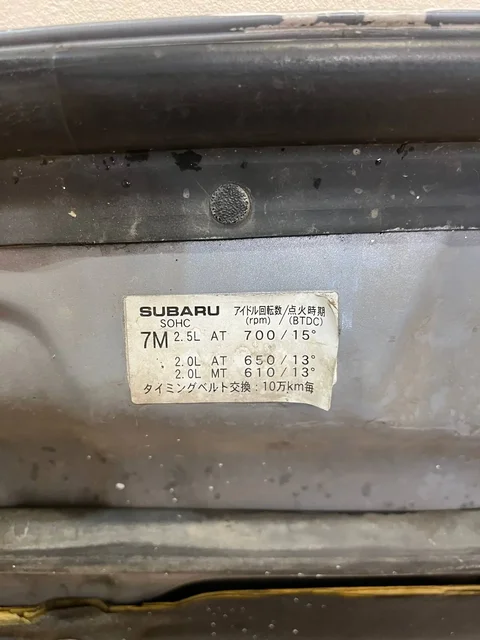 SUBARU アイドル回転数/点火時期
SOHC (rpm) / (BTDC)
7M 2.5L AT 700/15°
2.0L AT 650/13°
2.0L MT 610/13°
タイミングベルト交換:10万km毎